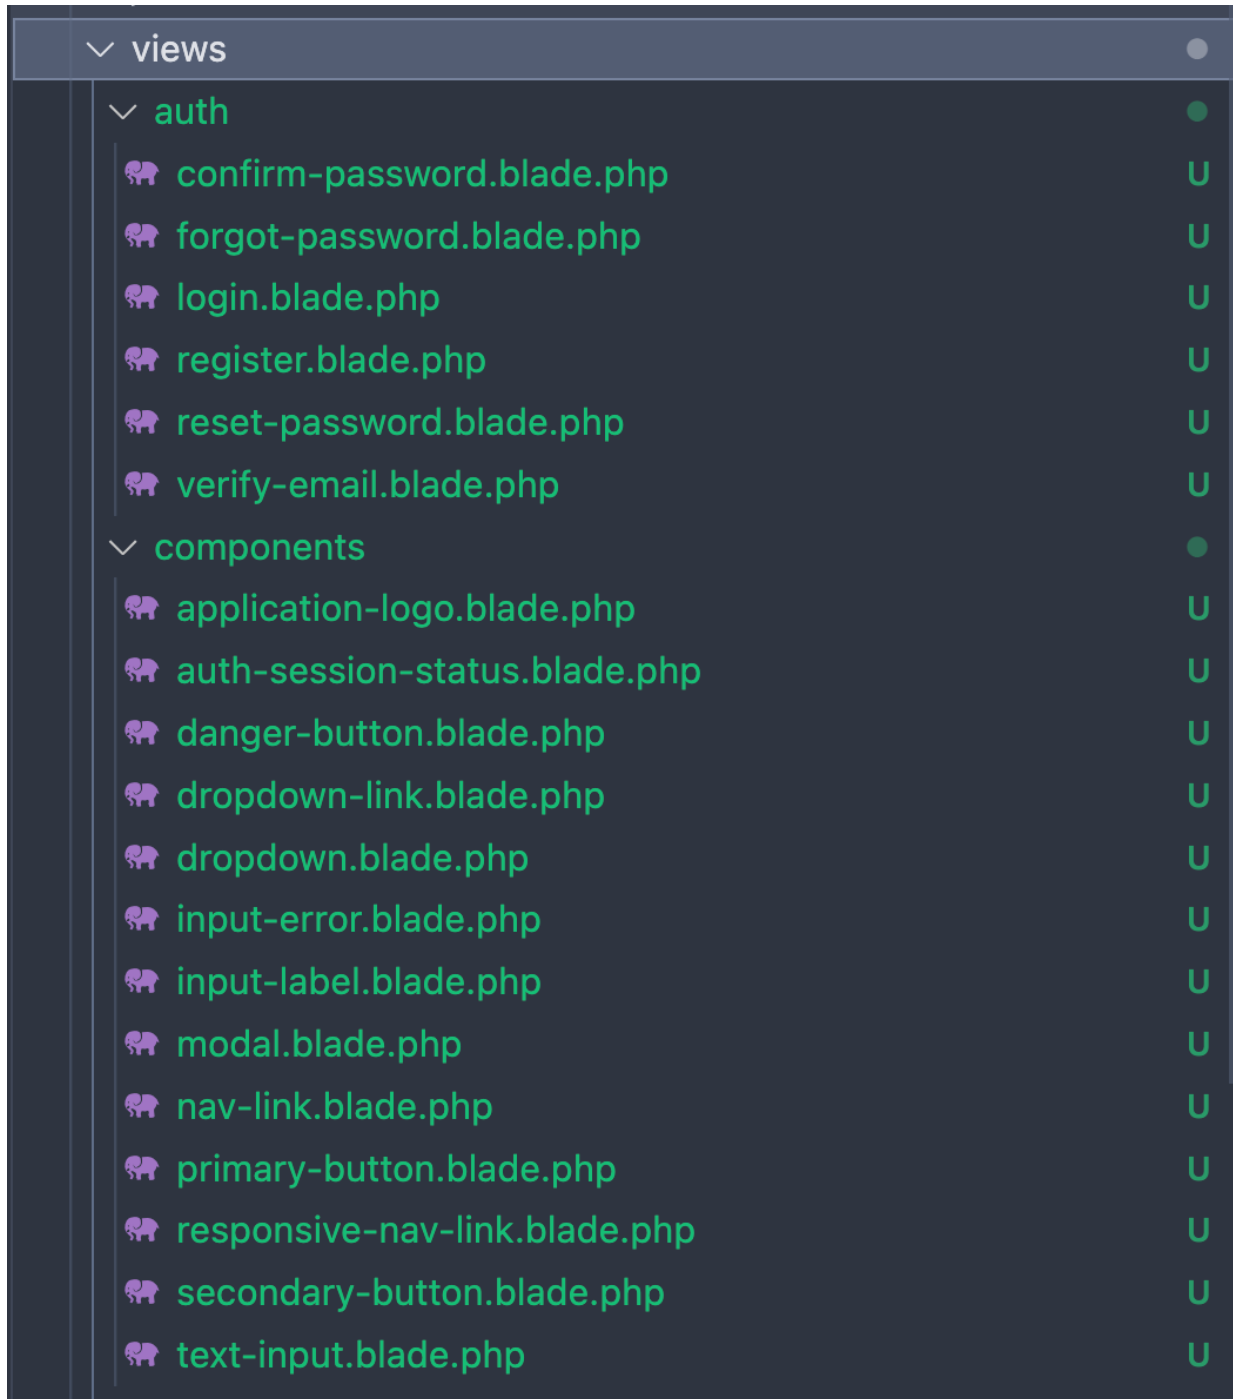 views
auth
confirm-password.blade.php U
forgot-password.blade.php U
login.blade.php U
register.blade.php U
reset-password.blade.php U
verify-email.blade.php U
components
application-logo.blade.php U
auth-session-status.blade.php U
danger-button.blade.php U
dropdown-link.blade.php U
dropdown.blade.php U
input-error.blade.php U
input-label.blade.php U
modal.blade.php U
nav-link.blade.php U
primary-button.blade.php U
responsive-nav-link.blade.php U
secondary-button.blade.php U
text-input.blade.php U